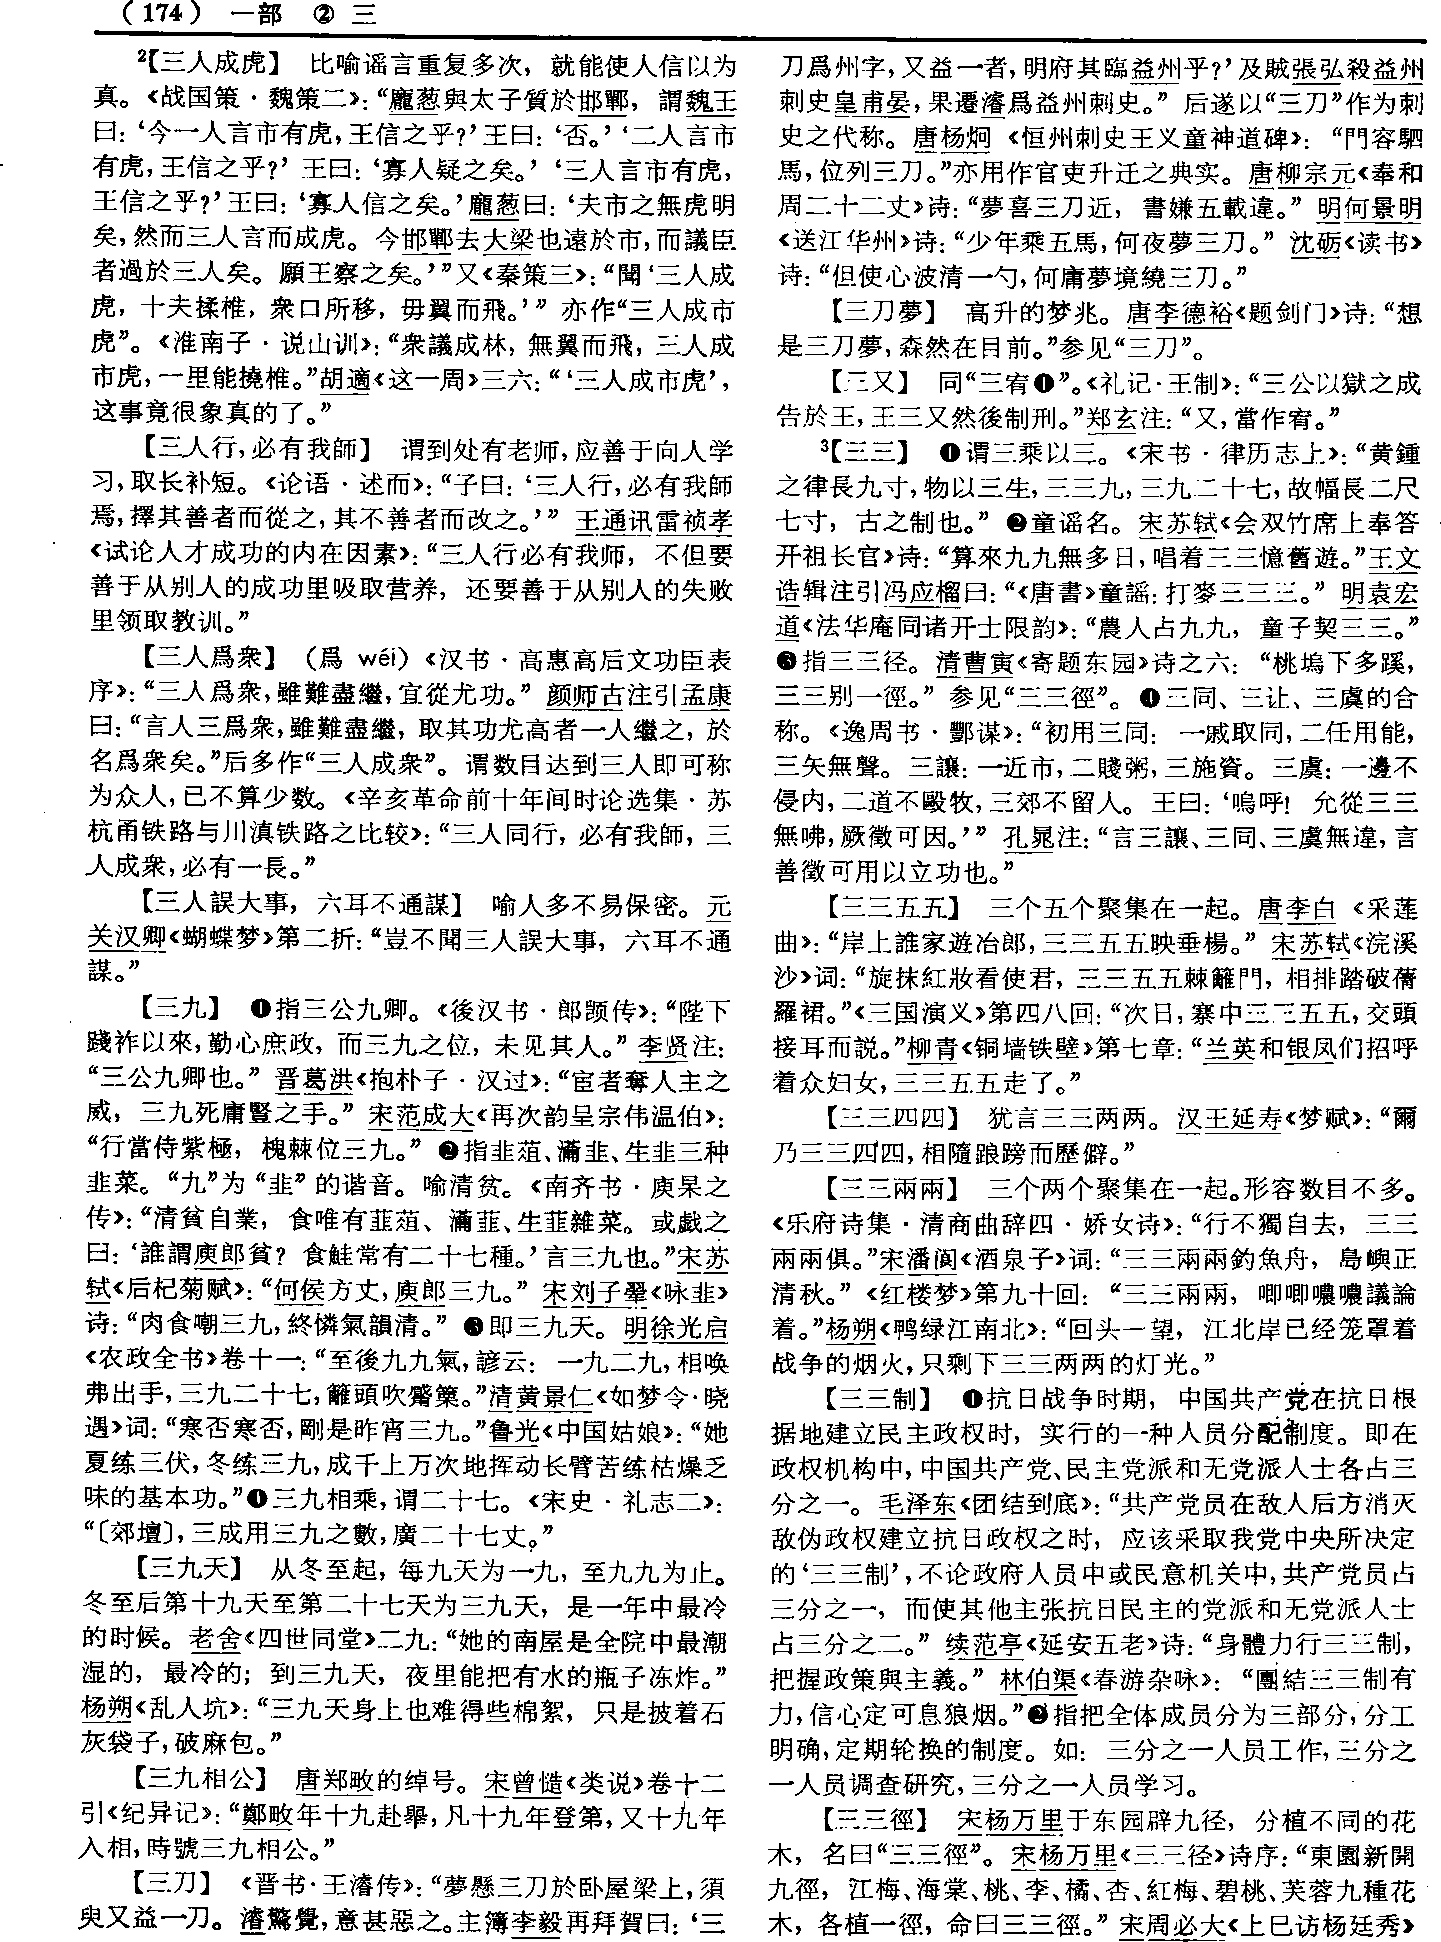 （174） 一部 ② 三
²【三人成虎】 比喻谣言重复多次，就能使人信以为
真。《战国策·魏策二》：“龐葱與太子質於邯鄲，謂魏王
曰：‘今一人言市有虎，王信之乎？’王曰：‘否。’‘二人言市
有虎，王信之乎？’王曰：‘寡人疑之矣。’‘三人言市有虎，
王信之乎？’王曰：‘寡人信之矣。’龐葱曰：‘夫市之無虎明
矣，然而三人言而成虎。今邯鄲去大梁也遠於市，而議臣
者過於三人矣。願王察之矣。’”又《秦策三》：“聞‘三人成
虎，十夫揉椎，衆口所移，毋翼而飛。’”亦作“三人成市
虎”。《淮南子·说山训》：“衆議成林，無翼而飛，三人成
市虎，一里能撓椎。”胡適《这一周》三六：“‘三人成市虎’，
这事竟很象真的了。”
【三人行，必有我師】 谓到处有老师，应善于向人学
习，取长补短。《论语·述而》：“子曰：‘三人行，必有我師
焉，擇其善者而從之，其不善者而改之。’”王通讯雷祯孝
《试论人才成功的内在因素》：“三人行必有我师，不但要
善于从别人的成功里吸取营养，还要善于从别人的失败
里领取教训。”
【三人爲衆】（爲 wéi）《汉书·高惠高后文功臣表
序》：“三人爲衆，雖難盡繼，宜從尤功。”颜师古注引孟康
曰：“言人三爲衆，雖難盡繼，取其功尤高者一人繼之，於
名爲衆矣。”后多作“三人成衆”。谓数目达到三人即可称
为众人，已不算少数。《辛亥革命前十年间时论选集·苏
杭甬铁路与川滇铁路之比较》：“三人同行，必有我師，三
人成衆，必有一長。”
【三人誤大事，六耳不通謀】 喻人多不易保密。元
关汉卿《蝴蝶梦》第二折：“豈不聞三人誤大事，六耳不通
謀。”
【三九】 ❶指三公九卿。《後汉书·郎顗传》：“陛下
踐祚以來，勤心庶政，而三九之位，未见其人。”李贤注：
“三公九卿也。”晋葛洪《抱朴子·汉过》：“宦者奪人主之
威，三九死庸豎之手。”宋范成大《再次韵呈宗伟温伯》：
“行當侍紫極，槐棘位三九。”❷指韭菹、瀹韭、生韭三种
韭菜。“九”为“韭”的谐音。喻清贫。《南齐书·庾杲之
传》：“清貧自業，食唯有韮葅、瀹韮、生韮雜菜。或戲之
曰：‘誰謂庾郎貧？食鮭常有二十七種。’言三九也。”宋苏
轼《后杞菊赋》：“何侯方丈，庾郎三九。”宋刘子翚《咏韭》
诗：“肉食嘲三九，終憐氣韻清。”❸即三九天。明徐光启
《农政全书》卷十一：“至後九九氣，諺云：一九二九，相唤
弗出手，三九二十七，籬頭吹觱篥。”清黄景仁《如梦令·晓
遇》词：“寒否寒否，剛是昨宵三九。”鲁光《中国姑娘》：“她
夏练三伏，冬练三九，成千上万次地挥动长臂苦练枯燥乏
味的基本功。”❹三九相乘，谓二十七。《宋史·礼志二》：
“〔郊壇〕，三成用三九之數，廣二十七丈。”
【三九天】 从冬至起，每九天为一九，至九九为止。
冬至后第十九天至第二十七天为三九天，是一年中最冷
的时候。老舍《四世同堂》二九：“她的南屋是全院中最潮
湿的，最冷的；到三九天，夜里能把有水的瓶子冻炸。”
杨朔《乱人坑》：“三九天身上也难得些棉絮，只是披着石
灰袋子，破麻包。”
【三九相公】 唐郑畋的绰号。宋曾慥《类说》卷十二
引《纪异记》：“鄭畋年十九赴舉，凡十九年登第，又十九年
入相，時號三九相公。”
【三刀】 《晋书·王濬传》：“夢懸三刀於卧屋梁上，須
臾又益一刀。濬驚覺，意甚惡之。主簿李毅再拜賀曰：‘三
刀爲州字，又益一者，明府其臨益州乎？’及贼張弘殺益州
刺史皇甫晏，果遷濬爲益州刺史。”后遂以“三刀”作为刺
史之代称。唐杨炯《恒州刺史王义童神道碑》：“門容駟
馬，位列三刀。”亦用作官吏升迁之典实。唐柳宗元《奉和
周二十二丈》诗：“夢喜三刀近，書嫌五載違。”明何景明
《送江华州》诗：“少年乘五馬，何夜夢三刀。”沈砺《读书》
诗：“但使心波清一勺，何庸夢境繞三刀。”
【三刀夢】 高升的梦兆。唐李德裕《题剑门》诗：“想
是三刀夢，森然在目前。”参见“三刀”。
【三又】 同“三宥❶”。《礼记·王制》：“三公以獄之成
告於王，王三又然後制刑。”郑玄注：“又，當作宥。”
³【三三】 ❶谓三乘以三。《宋书·律历志上》：“黄鍾
之律長九寸，物以三生，三三九，三九二十七，故幅長二尺
七寸，古之制也。”❷童谣名。宋苏轼《会双竹席上奉答
开祖长官》诗：“算來九九無多日，唱着三三憶舊遊。”王文
诰辑注引冯应榴曰：“《唐書》童謡：打麥三三三。”明袁宏
道《法华庵同诸开士限韵》：“農人占九九，童子契三三。”
❸指三三径。清曹寅《寄题东园》诗之六：“桃塢下多蹊，
三三别一徑。”参见“三三徑”。❹三同、三让、三虞的合
称。《逸周书·酆谋》：“初用三同：一戚取同，二任用能，
三矢無聲。三讓：一近市，二賤粥，三施資。三虞：一邊不
侵内，二道不毆牧，三郊不留人。王曰：‘嗚呼！允從三三
無咈，厥徵可因。’”孔晁注：“言三讓、三同、三虞無違，言
善徵可用以立功也。”
【三三五五】 三个五个聚集在一起。唐李白《采莲
曲》：“岸上誰家遊冶郎，三三五五映垂楊。”宋苏轼《浣溪
沙》词：“旋抹紅妝看使君，三三五五棘籬門，相排踏破蒨
羅裙。”《三国演义》第四八回：“次日，寨中三三五五，交頭
接耳而説。”柳青《铜墙铁壁》第七章：“兰英和银凤们招呼
着众妇女，三三五五走了。”
【三三四四】 犹言三三两两。汉王延寿《梦赋》：“爾
乃三三四四，相隨踉蹡而歷僻。”
【三三兩兩】 三个两个聚集在一起。形容数目不多。
《乐府诗集·清商曲辞四·娇女诗》：“行不獨自去，三三
兩兩俱。”宋潘阆《酒泉子》词：“三三兩兩釣魚舟，島嶼正
清秋。”《红楼梦》第九十回：“三三兩兩，唧唧噥噥議論
着。”杨朔《鸭绿江南北》：“回头一望，江北岸已经笼罩着
战争的烟火，只剩下三三两两的灯光。”
【三三制】 ❶抗日战争时期，中国共产党在抗日根
据地建立民主政权时，实行的一种人员分配制度。即在
政权机构中，中国共产党、民主党派和无党派人士各占三
分之一。毛泽东《团结到底》：“共产党员在敌人后方消灭
敌伪政权建立抗日政权之时，应该采取我党中央所决定
的‘三三制’，不论政府人员中或民意机关中，共产党员占
三分之一，而使其他主张抗日民主的党派和无党派人士
占三分之二。”续范亭《延安五老》诗：“身體力行三三制，
把握政策與主義。”林伯渠《春游杂咏》：“團結三三制有
力，信心定可息狼烟。”❷指把全体成员分为三部分，分工
明确，定期轮换的制度。如：三分之一人员工作，三分之
一人员调查研究，三分之一人员学习。
【三三徑】 宋杨万里于东园辟九径，分植不同的花
木，名曰“三三徑”。宋杨万里《三三径》诗序：“東園新開
九徑，江梅、海棠、桃、李、橘、杏、紅梅、碧桃、芙蓉九種花
木，各植一徑，命曰三三徑。”宋周必大《上巳访杨廷秀》